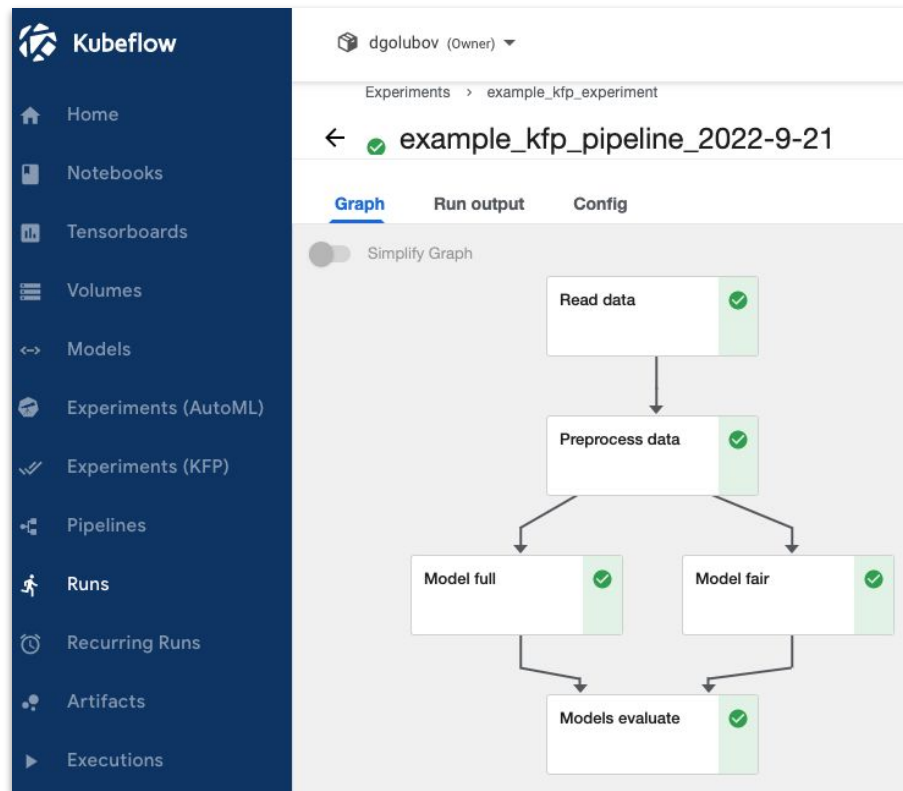 Kubeflow
Home
Notebooks
Tensorboards
Volumes
Models
Experiments (AutoML)
Experiments (KFP)
Pipelines
Runs
Recurring Runs
Artifacts
Executions
dgolubov (Owner)
Experiments > example_kfp_experiment
example_kfp_pipeline_2022-9-21
Graph Run output Config
Simplify Graph
Read data
Preprocess data
Model full Model fair
Models evaluate